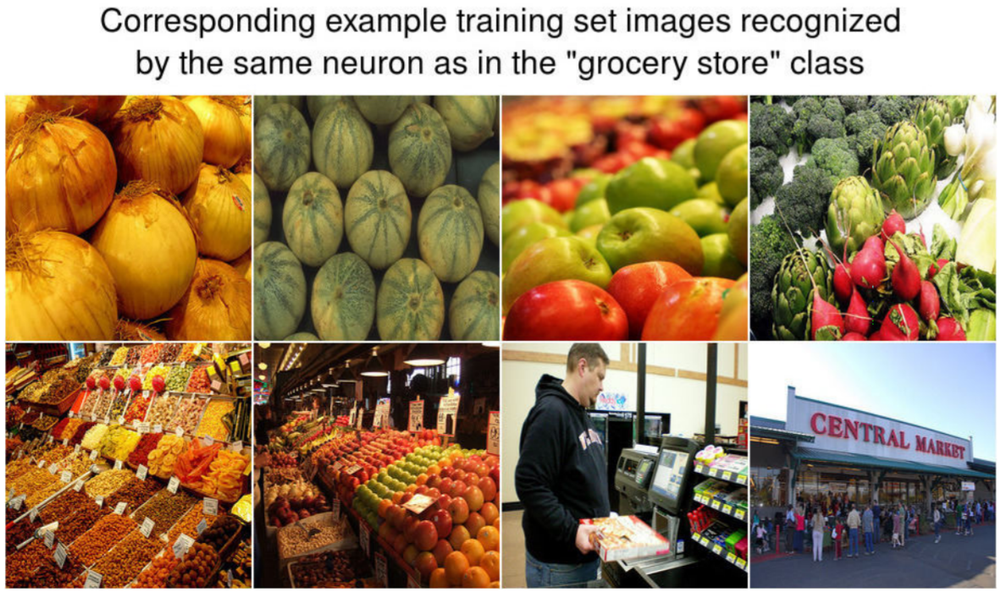 Corresponding example training set images recognized
by the same neuron as in the "grocery store" class
CENTRAL MARKET